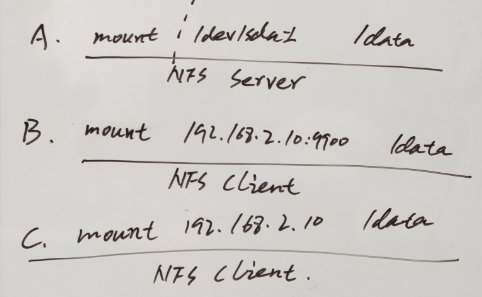 A. mount /dev/sda1 /data
NFS Server
B. mount 192.168.2.10:9900 /data
NFS Client
C. mount 192.168.2.10 /data
NFS Client.